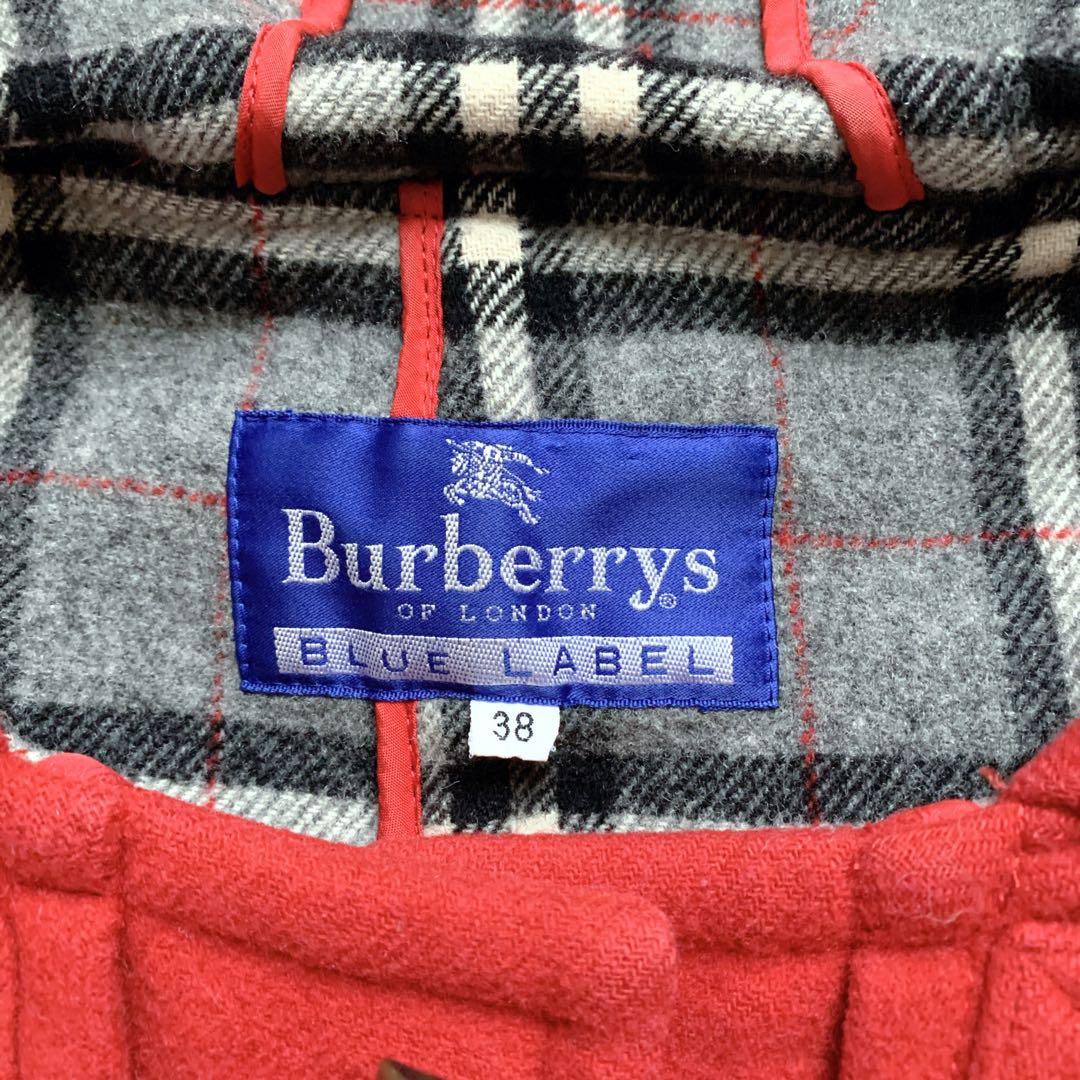 Burberrys®
OF LONDON
BLUE LABEL
38